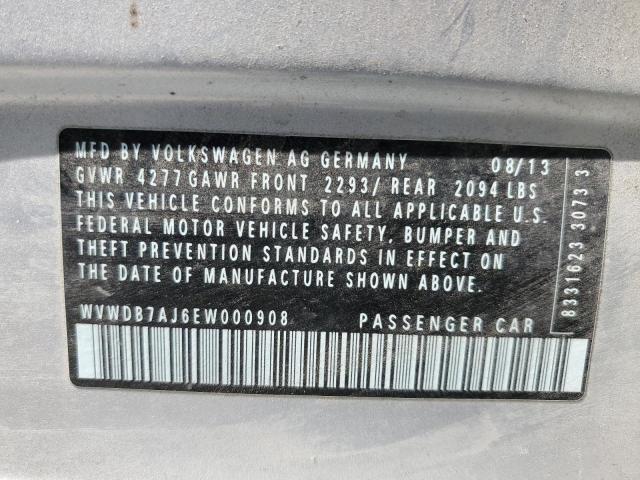 MFD BY VOLKSWAGEN AG GERMANY 08/13
GVWR 4277 GAWR FRONT 2293/ REAR 2094 LBS
THIS VEHICLE CONFORMS TO ALL APPLICABLE U.S.
FEDERAL MOTOR VEHICLE SAFETY, BUMPER AND
THEFT PREVENTION STANDARDS IN EFFECT ON
THE DATE OF MANUFACTURE SHOWN ABOVE.
WVWDB7AJ6EW000908 PASSENGER CAR
8331623 3073 3